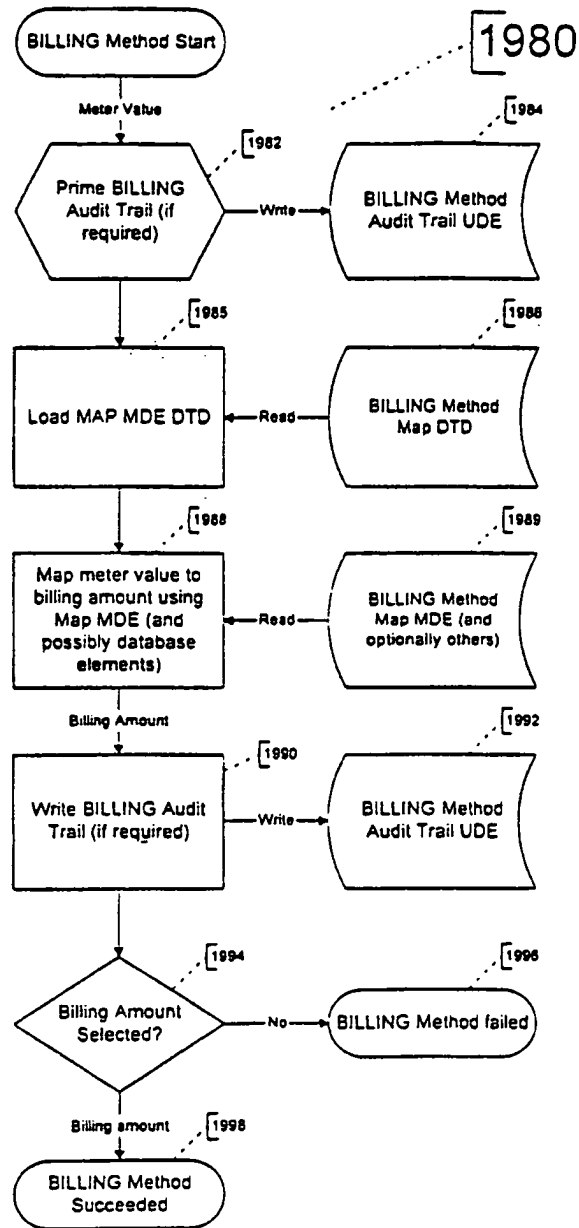 BILLING Method Start
1980
Meter Value
1982
1984
Prime BILLING
Audit Trail (if
required)
Write
BILLING Method
Audit Trail UDE
1985
1986
Load MAP MDE DTD
Read
BILLING Method
Map DTD
1988
1989
Map meter value to
billing amount using
Map MDE (and
possibly database
elements)
Read
BILLING Method
Map MDE (and
optionally others)
Billing Amount
1990
1992
Write BILLING Audit
Trail (if required)
Write
BILLING Method
Audit Trail UDE
1994
1996
Billing Amount
Selected?
No
BILLING Method failed
Billing amount
1998
BILLING Method
Succeeded